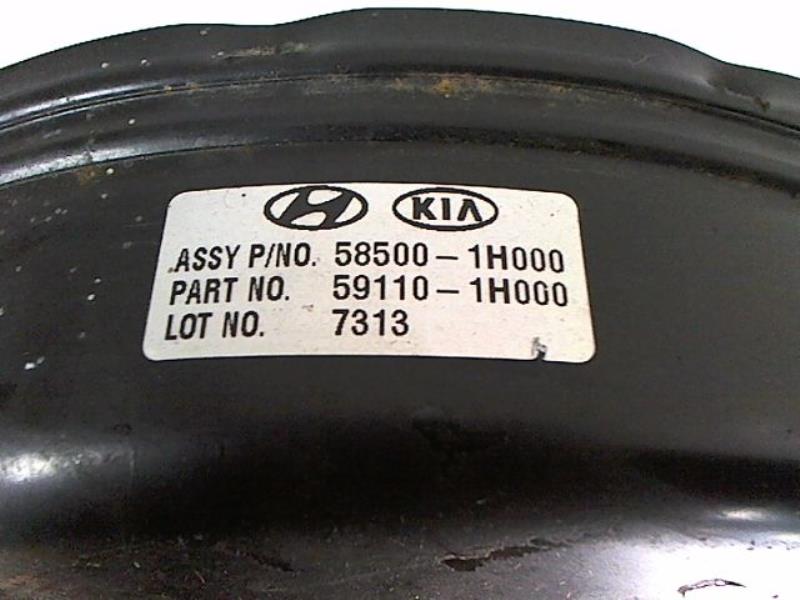 KIA
ASSY P/NO. 58500-1H000
PART NO. 59110-1H000
LOT NO. 7313